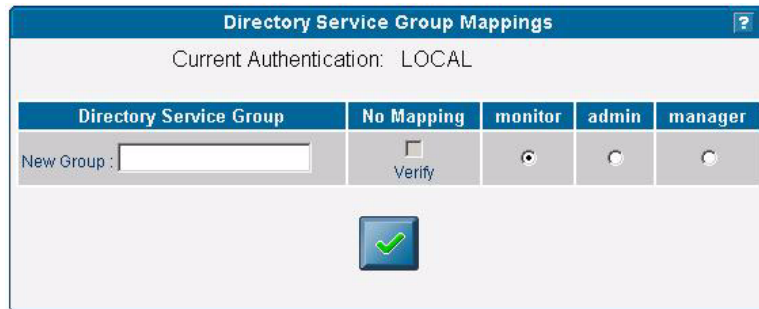 Directory Service Group Mappings ?
Current Authentication: LOCAL
Directory Service Group No Mapping monitor admin manager
New Group :
Verify